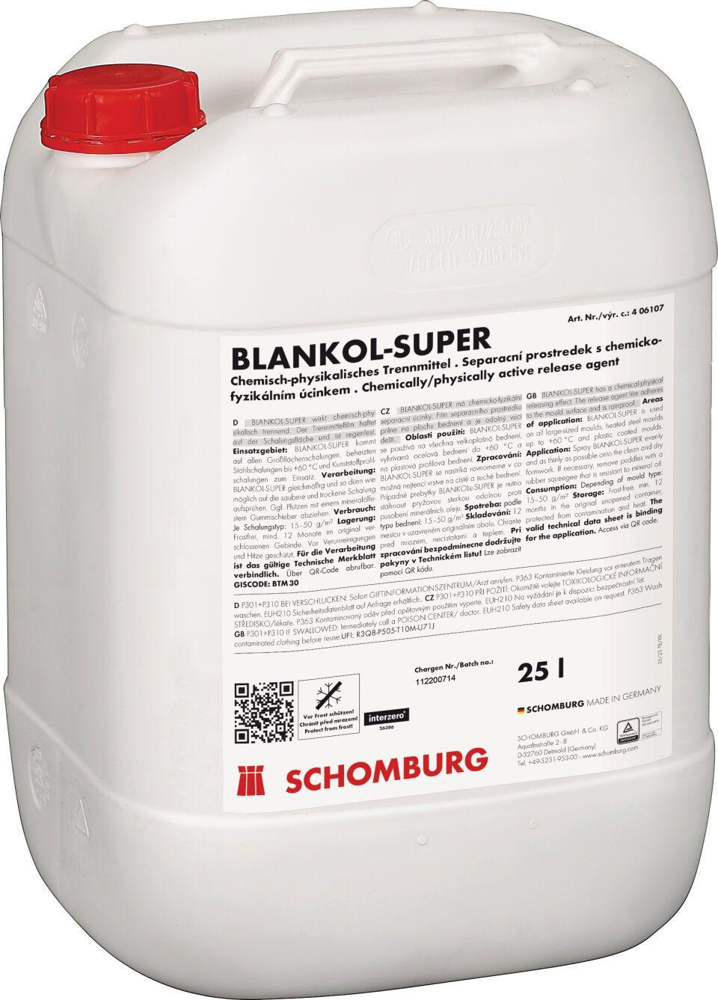 3H1/X1.8/250/02
/DK E11-97051 RVI
Art. Nr./výr. c.: 4 06107
BLANKOL-SUPER
Chemisch-physikalisches Trennmittel . Separacní prostredek s chemicko-
fyzikálním úcinkem . Chemically/physically active release agent
D BLANKOL-SUPER wirkt chemisch-phy-
sikalisch trennend. Der Trennmittelfilm haftet
auf der Schalungsfläche und ist regenfest.
Einsatzgebiet: BLANKOL-SUPER kommt
auf allen Großflächenschalungen, beheizten
Stahlschalungen bis +60 °C und Kunststoffprofil-
schalungen zum Einsatz. Verarbeitung:
BLANKOL-SUPER gleichmäßig und so dünn wie
möglich auf die saubere und trockene Schalung
aufsprühen. Ggf. Pfützen mit einem mineralölfe-
stem Gummischieber abziehen. Verbrauch:
Je Schalungstyp: 15–50 g/m² Lagerung:
Frostfrei, mind. 12 Monate im original ver-
schlossenen Gebinde. Vor Verunreinigungen
und Hitze geschützt. Für die Verarbeitung
ist das gültige Technische Merkblatt
verbindlich. Über QR-Code abrufbar.
GISCODE: BTM 30
CZ BLANKOL-SUPER má chemicko-fyzikální
separacní úcinky. Film separacního prostredku
prilne na plochu bednení a je odolný vuci
dešti. Oblasti použití: BLANKOL-SUPER
se používá na všechna velkoplošná bednení,
vyhrívaná ocelová bednení do +60 °C a
na plastová profilová bednení. Zpracování:
BLANKOL-SUPER se nastríká rovnomerne v co
možná nejtencí vrstve na cisté a suché bednení.
Prípadné prebytky BLANKOLu-SUPER je nutno
stáhnout pryžovou sterkou odolnou proti
pusobení minerálních oleju. Spotreba: podle
typu bednení: 15–50 g/m² Skladování: 12
mesícu v uzavreném originálním obalu. Chrante
pred mrazem, necistotami a teplem. Pri
zpracování bezpodmínecne dodržujte
pokyny v Technickém listu! Lze zobrazit
pomocí QR kódu.
GB BLANKOL-SUPER has a chemical-physical
releasing effect. The release agent film adheres
to the mould surface and is rainproof. Areas
of application: BLANKOL-SUPER is used
on all large-sized moulds, heated steel moulds
up to +60 °C and plastic coated moulds.
Application: Spray BLANKOL-SUPER evenly
and as thinly as possible onto the clean and dry
formwork. If necessary, remove puddles with a
rubber squeegee that is resistant to mineral oil.
Consumption: Depending of mould type:
15–50 g/m² Storage: Frost-free, min. 12
months in the original unopened container,
protected from contamination and heat. The
valid technical data sheet is binding
for the application. Access via QR code.
D P301+P310 BEI VERSCHLUCKEN: Sofort GIFTINFORMATIONSZENTRUM/Arzt anrufen. P363 Kontaminierte Kleidung vor erneutem Tragen
waschen. EUH210 Sicherheitsdatenblatt auf Anfrage erhältlich.. CZ P301+P310 PŘI POŽITÍ: Okamžitě volejte TOXIKOLOGICKÉ INFORMAČNÍ
STŘEDISKO/lékaře. P363 Kontaminovaný oděv před opětovným použitím vyperte. EUH210 Na vyžádání je k dispozici bezpečnostní list.
GB P301+P310 IF SWALLOWED: Immediately call a POISON CENTER/ doctor. EUH210 Safety data sheet available on request. P363 Wash
contaminated clothing before reuse.UFI: R3Q8-P505-T10M-U71J
35/23 TB/KK
Chargen Nr./Batch no.:
112200714
25 l
Vor Frost schützen!
Chránit před mrazem!
Protect from frost!
interzero
26386
SCHOMBURG MADE IN GERMANY
SCHOMBURG GmbH & Co. KG
Aquafinstraße 2–8
D-32760 Detmold (Germany)
Tel. +49-5231-953-00 · www.schomburg.com
SCHOMBURG